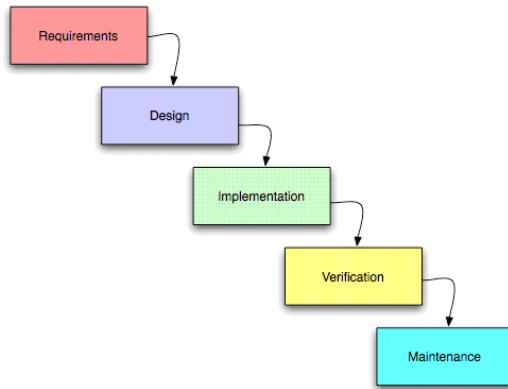 Requirements
Design
Implementation
Verification
Maintenance